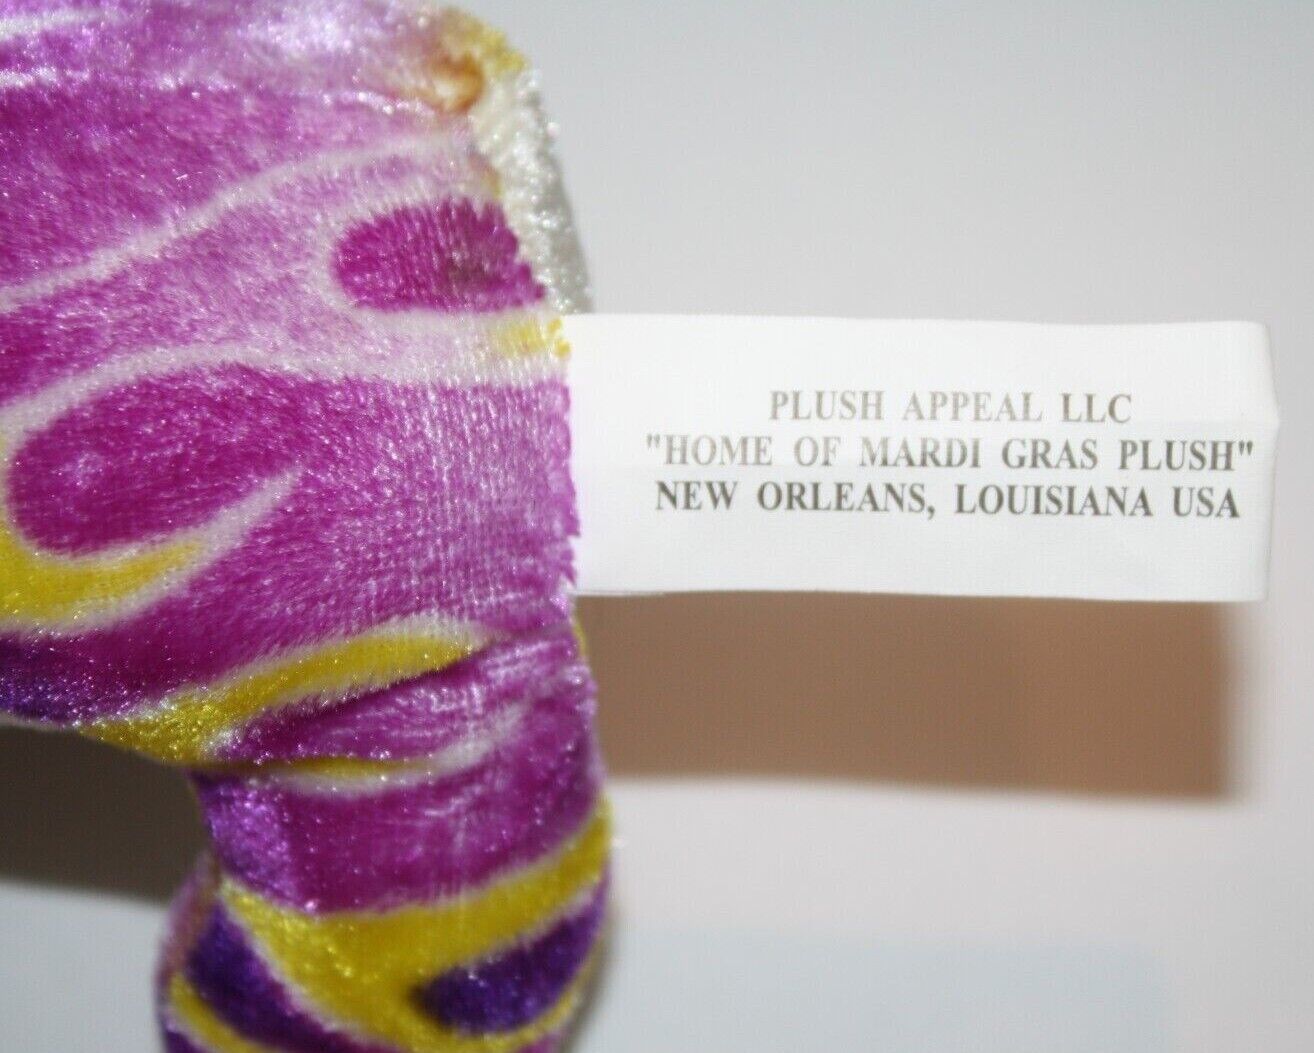 PLUSH APPEAL LLC
"HOME OF MARDI GRAS PLUSH"
NEW ORLEANS, LOUISIANA USA